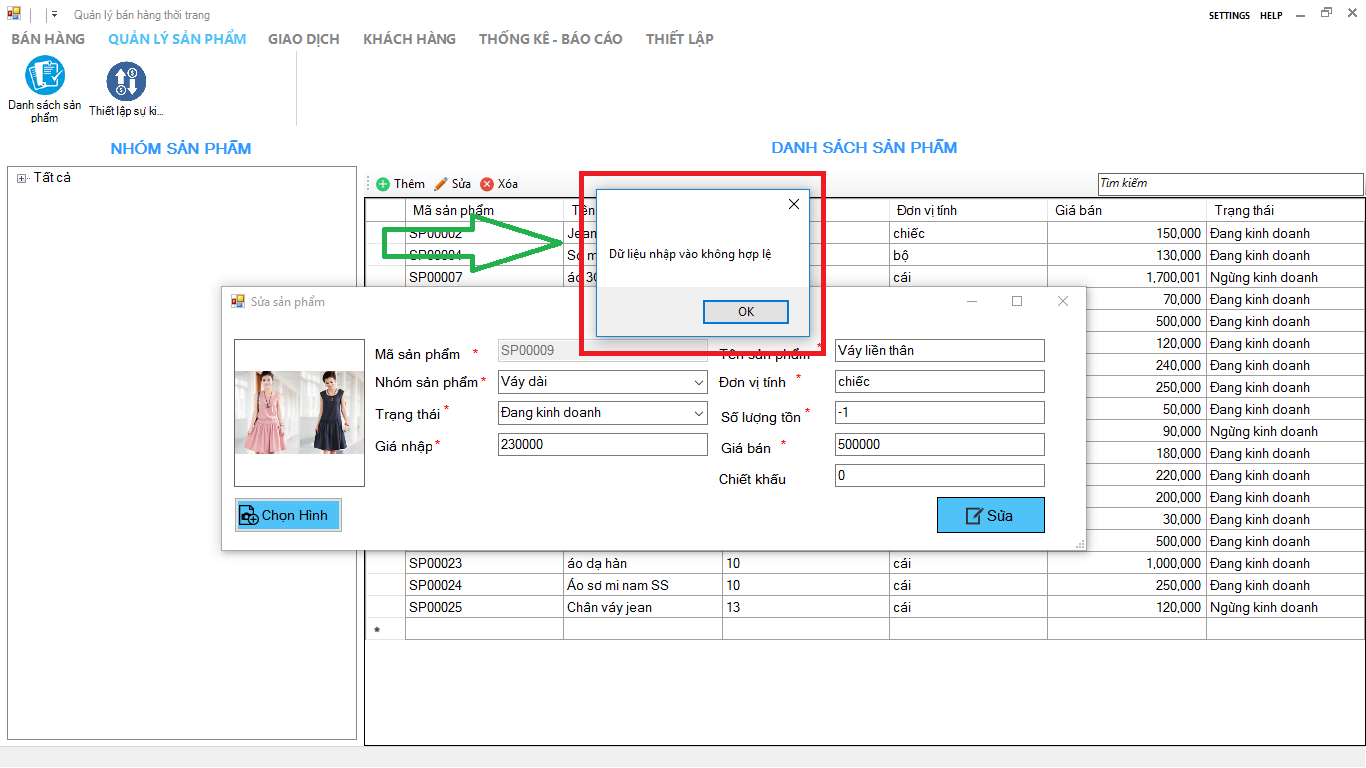 Quản lý bán hàng thời trang
SETTINGS HELP
BÁN HÀNG QUẢN LÝ SẢN PHẨM GIAO DỊCH KHÁCH HÀNG THỐNG KÊ - BÁO CÁO THIẾT LẬP
Danh sách sản phẩm
Thiết lập sự ki...
NHÓM SẢN PHẨM
DANH SÁCH SẢN PHẨM
Tất cả
Thêm Sửa Xóa
Tìm kiếm
Mã sản phẩm Tên Đơn vị tính Giá bán Trạng thái
SP00002 Jean chiếc 150,000 Đang kinh doanh
SP00004 Sơ m bộ 130,000 Đang kinh doanh
SP00007 áo 30 cái 1,700,001 Ngừng kinh doanh
70,000 Đang kinh doanh
500,000 Đang kinh doanh
120,000 Đang kinh doanh
240,000 Đang kinh doanh
250,000 Đang kinh doanh
50,000 Đang kinh doanh
90,000 Ngừng kinh doanh
180,000 Đang kinh doanh
220,000 Đang kinh doanh
200,000 Đang kinh doanh
30,000 Đang kinh doanh
500,000 Đang kinh doanh
SP00023 áo dạ hàn 10 cái 1,000,000 Đang kinh doanh
SP00024 Áo sơ mi nam SS 10 cái 250,000 Đang kinh doanh
SP00025 Chân váy jean 13 cái 120,000 Ngừng kinh doanh
*
Dữ liệu nhập vào không hợp lệ
OK
Sửa sản phẩm
Mã sản phẩm * SP00009 Tên sản phẩm * Váy liền thân
Nhóm sản phẩm * Váy dài Đơn vị tính * chiếc
Trạng thái * Đang kinh doanh Số lượng tồn * -1
Giá nhập * 230000 Giá bán * 500000
Chiết khấu 0
Chọn Hình
Sửa